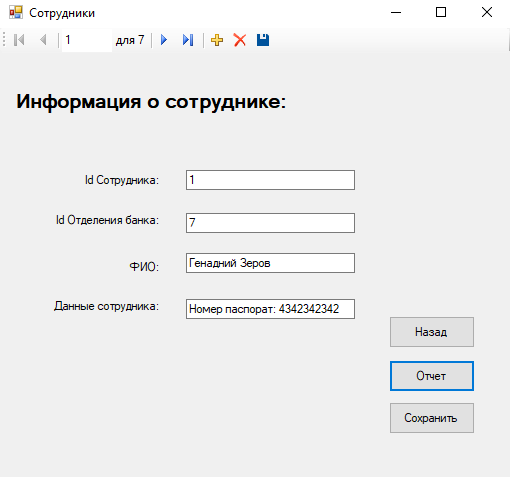 Сотрудники
1 для 7
Информация о сотруднике:
Id Сотрудника: 1
Id Отделения банка: 7
ФИО: Генадний Зеров
Данные сотрудника: Номер паспорат: 4342342342
Назад
Отчет
Сохранить